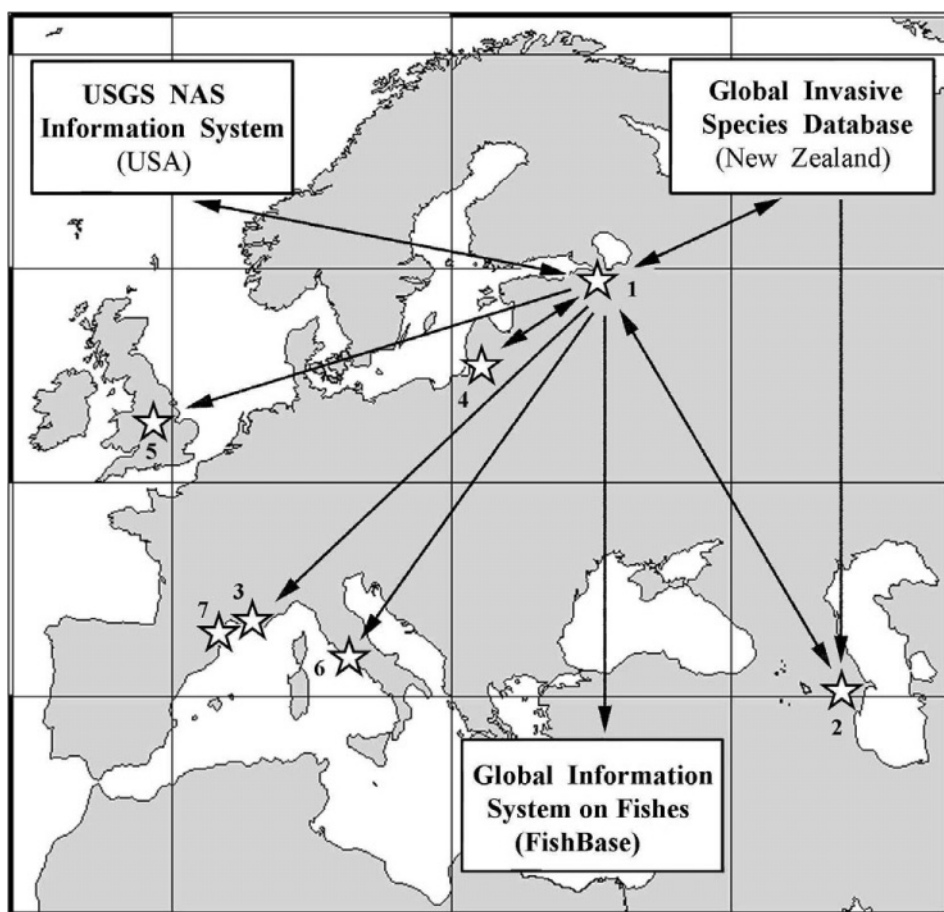 USGS NAS
Information System
(USA)
Global Invasive
Species Database
(New Zealand)
1
4
5
3
7
6
2
Global Information
System on Fishes
(FishBase)